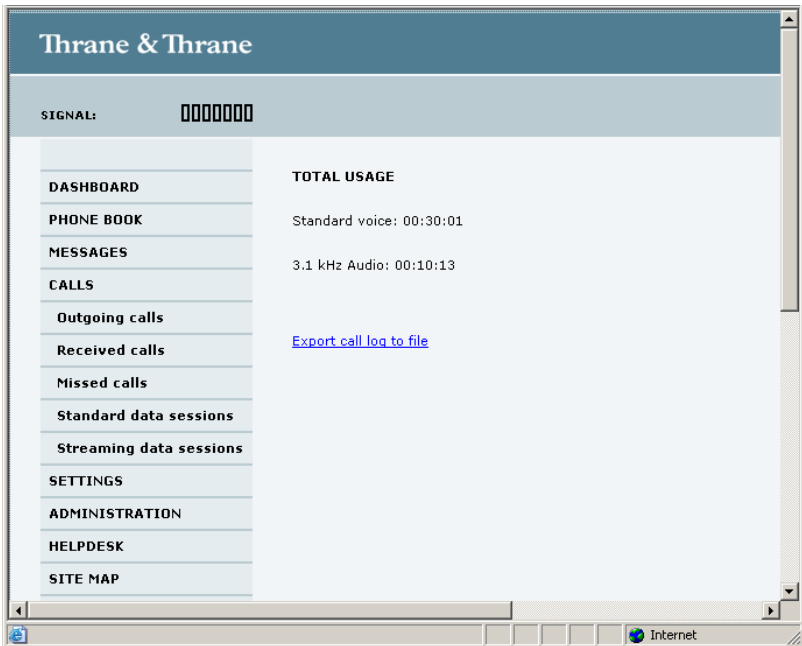 Thrane & Thrane
SIGNAL:
DASHBOARD
PHONE BOOK
MESSAGES
CALLS
Outgoing calls
Received calls
Missed calls
Standard data sessions
Streaming data sessions
SETTINGS
ADMINISTRATION
HELPDESK
SITE MAP
TOTAL USAGE
Standard voice: 00:30:01
3.1 kHz Audio: 00:10:13
Export call log to file
Internet